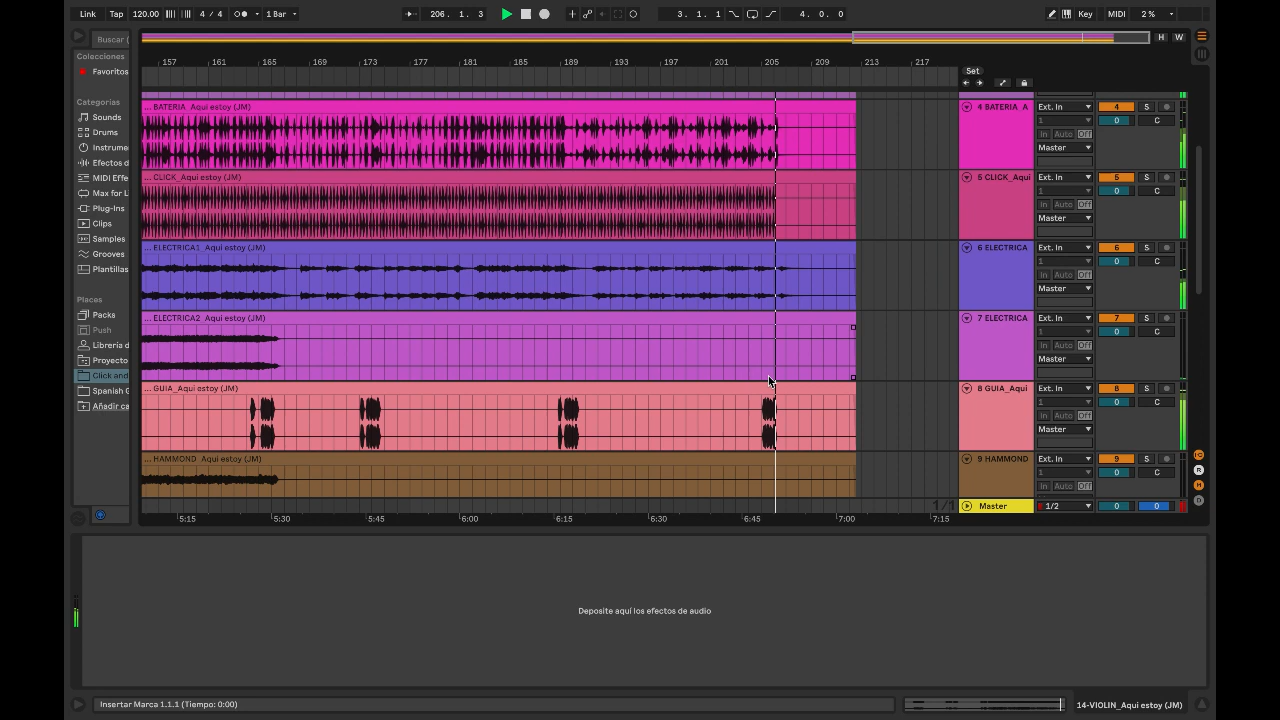 Link Tap 120.00 4 / 4 1 Bar 206. 1. 3 3. 1. 1 4. 0. 0 Key MIDI 2 %
Buscar (
H W
Colecciones
Favoritos
Categorías
Sounds
Drums
Instrume
Efectos d
MIDI Effe
Max for L
Plug-Ins
Clips
Samples
Grooves
Plantillas
Places
Packs
Push
Librería d
Proyecto
Click and
Spanish G
Añadir ca
157 161 165 169 173 177 181 185 189 193 197 201 205 209 213 217
Set
... BATERIA_Aqui estoy (JM)
4 BATERIA_A Ext. In 4 S
1 0 C
In Auto Off
Master
... CLICK_Aqui estoy (JM)
5 CLICK_Aqui Ext. In 5 S
1 0 C
In Auto Off
Master
... ELECTRICA1_Aqui estoy (JM)
6 ELECTRICA Ext. In 6 S
1 0 C
In Auto Off
Master
... ELECTRICA2_Aqui estoy (JM)
7 ELECTRICA Ext. In 7 S
1 0 C
In Auto Off
Master
... GUIA_Aqui estoy (JM)
8 GUIA_Aqui Ext. In 8 S
1 0 C
In Auto Off
Master
... HAMMOND_Aqui estoy (JM)
9 HAMMOND Ext. In 9 S
1 0 C
In Auto Off
1/1
Master 1/2 0 0
5:15 5:30 5:45 6:00 6:15 6:30 6:45 7:00 7:15
Deposite aquí los efectos de audio
Insertar Marca 1.1.1 (Tiempo: 0:00)
14-VIOLIN_Aqui estoy (JM)